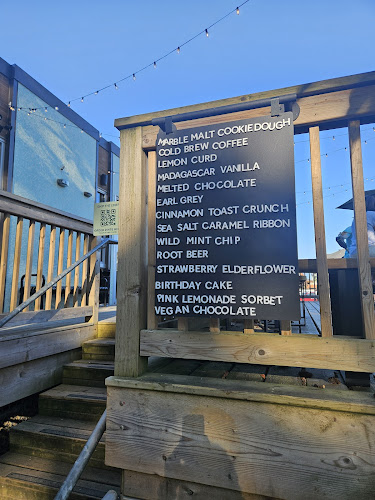 MARBLE MALT COOKIE DOUGH
COLD BREW COFFEE
LEMON CURD
MADAGASCAR VANILLA
MELTED CHOCOLATE
EARL GREY
CINNAMON TOAST CRUNCH
SEA SALT CARAMEL RIBBON
WILD MINT CHIP
ROOT BEER
STRAWBERRY ELDERFLOWER
BIRTHDAY CAKE
PINK LEMONADE SORBET
VEGAN CHOCOLATE